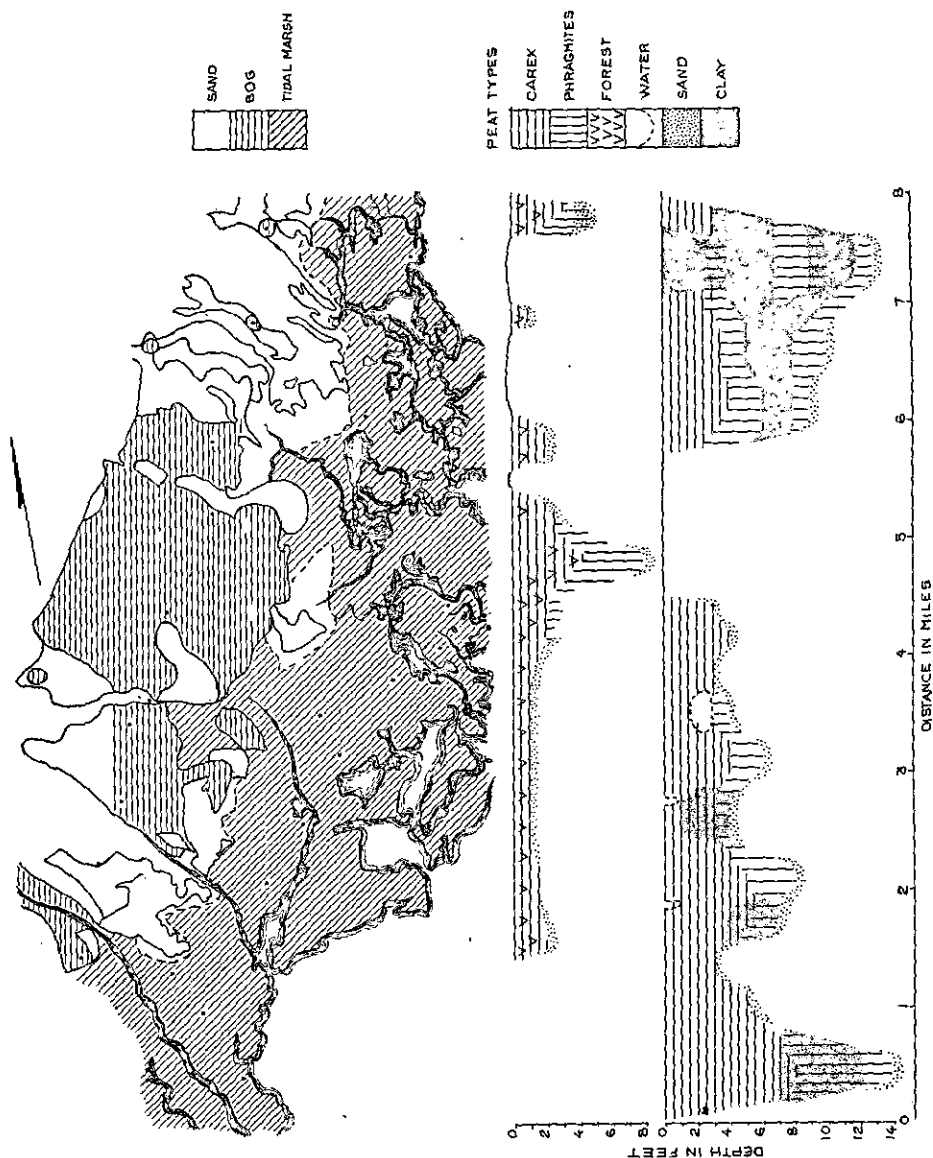 SAND
BOG
TIDAL MARSH
PEAT TYPES
CAREX
PHRAGMITES
FOREST
WATER
SAND
CLAY
0
2
4
6
8
0
2
4
6
8
10
12
14
DEPTH IN FEET
0 1 2 3 4 5 6 7 8
DISTANCE IN MILES